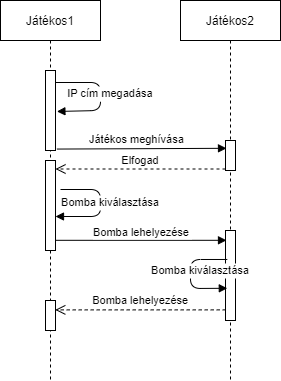 Játékos1
Játékos2
IP cím megadása
Játékos meghívása
Elfogad
Bomba kiválasztása
Bomba lehelyezése
Bomba kiválasztása
Bomba lehelyezése